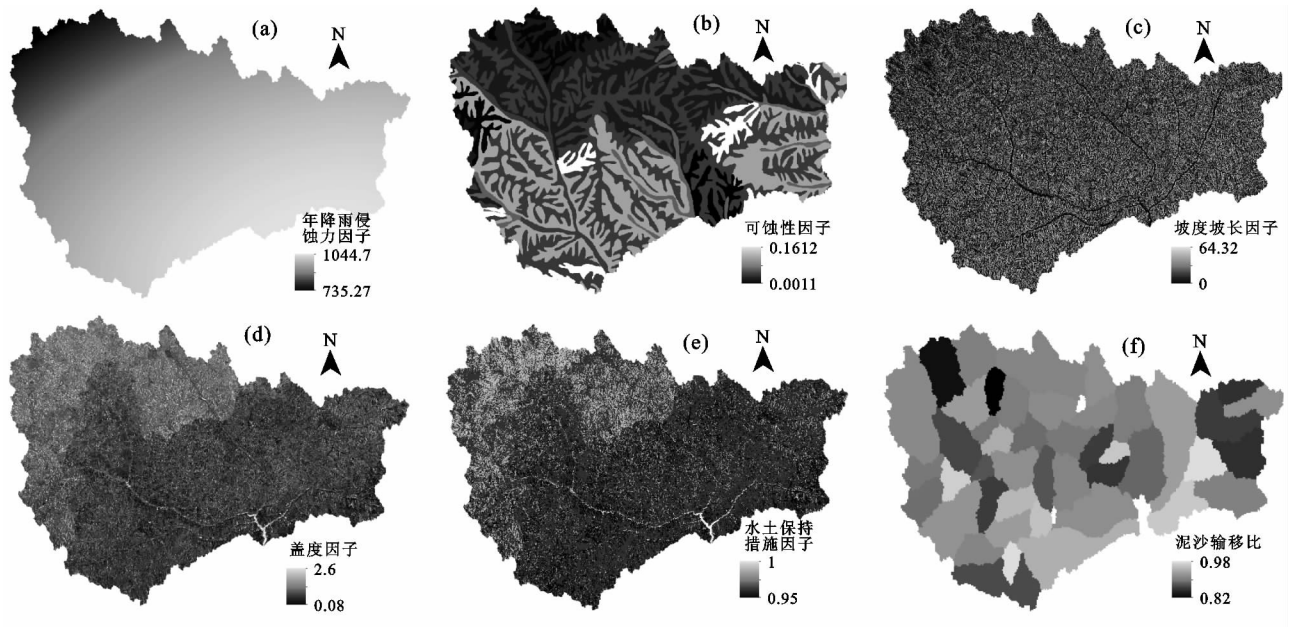 (a)
N
年降雨侵
蚀力因子
1044.7
735.27
(b)
N
可蚀性因子
0.1612
0.0011
(c)
N
坡度坡长因子
64.32
0
(d)
N
盖度因子
2.6
0.08
(e)
N
水土保持
措施因子
1
0.95
(f)
N
泥沙输移比
0.98
0.82